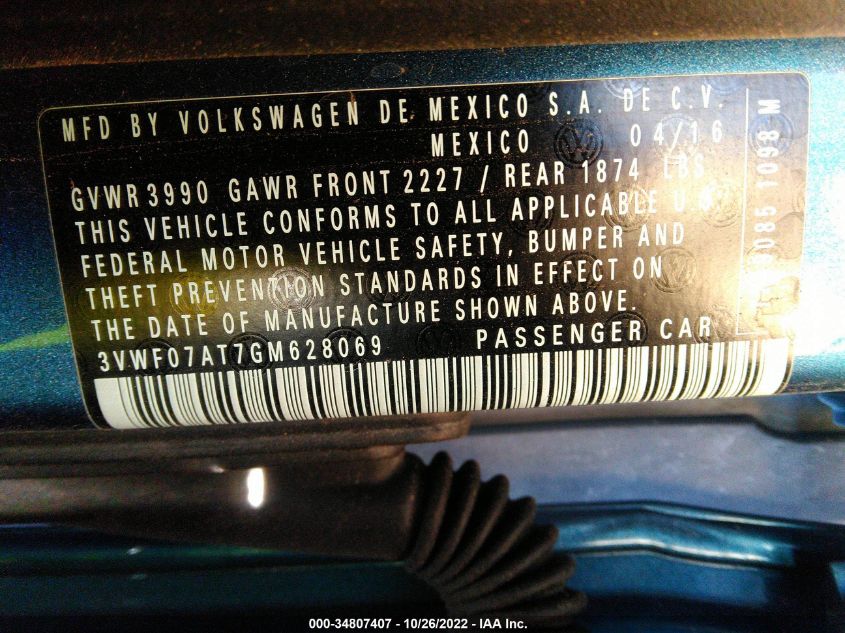 MFD BY VOLKSWAGEN DE MEXICO S.A. DE C.V.
MEXICO 04/16
GVWR 3990 GAWR FRONT 2227 / REAR 1874 LBS
THIS VEHICLE CONFORMS TO ALL APPLICABLE U
FEDERAL MOTOR VEHICLE SAFETY, BUMPER AND
THEFT PREVENTION STANDARDS IN EFFECT ON
THE DATE OF MANUFACTURE SHOWN ABOVE.
3VWF07AT7GM628069 PASSENGER CAR
1098 M
000-34807407 - 10/26/2022 - IAA Inc.